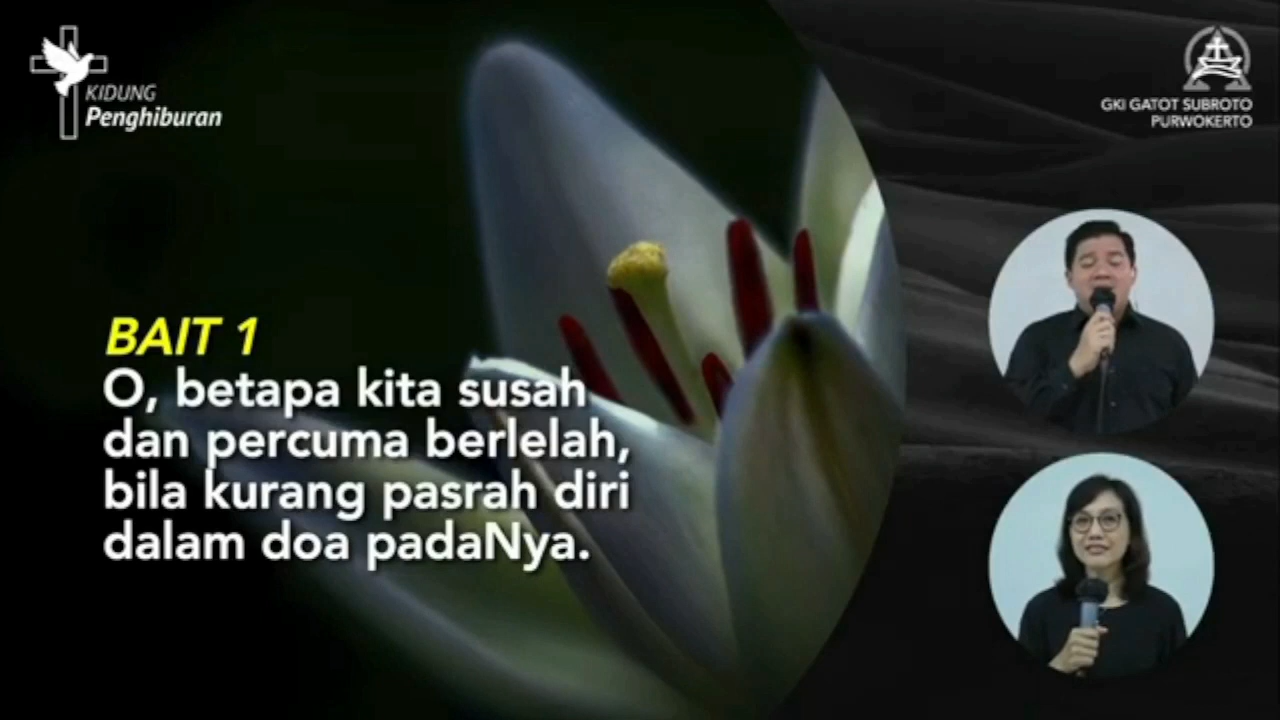 KIDUNG
Penghiburan
GKI GATOT SUBROTO
PURWOKERTO
BAIT 1
O, betapa kita susah
dan percuma berlelah,
bila kurang pasrah diri
dalam doa padaNya.